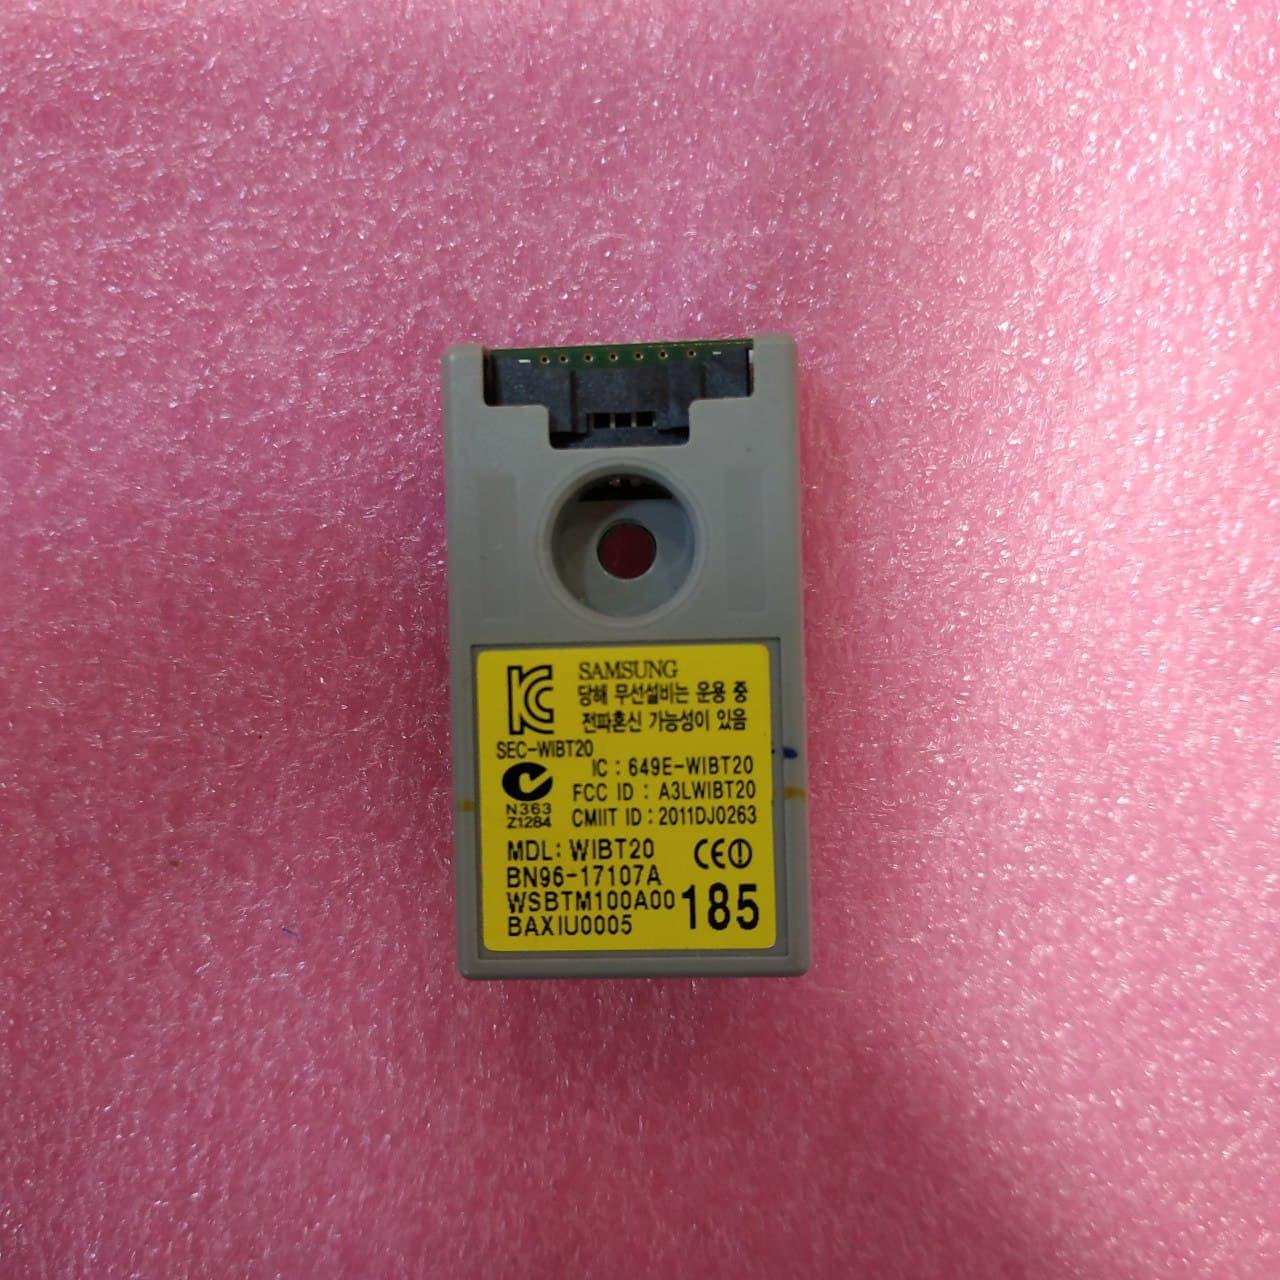 SAMSUNG
당해 무선설비는 운용 중
전파혼신 가능성이 있음
SEC-WIBT20
IC : 649E-WIBT20
FCC ID : A3LWIBT20
N363
Z1284
CMIIT ID : 2011DJ0263
MDL: WIBT20
CE
BN96-17107A
WSBTM100A00
185
BAXIU0005